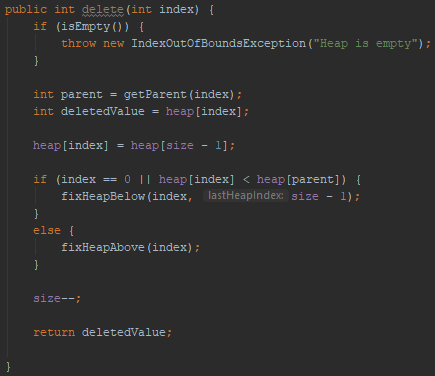 public int delete(int index) {
if (isEmpty()) {
throw new IndexOutOfBoundsException("Heap is empty");
}
int parent = getParent(index);
int deletedValue = heap[index];
heap[index] = heap[size - 1];
if (index == 0 || heap[index] < heap[parent]) {
fixHeapBelow(index, lastHeapIndex: size - 1);
}
else {
fixHeapAbove(index);
}
size--;
return deletedValue;
}